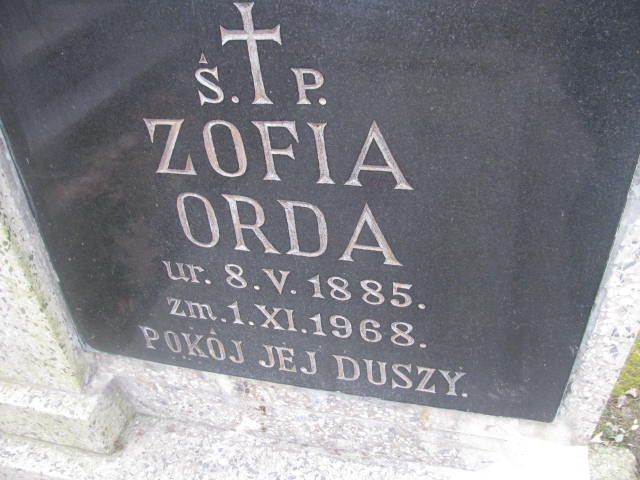 Ś. P.
ZOFIA
ORDA
ur. 8.V. 1885.
zm.1.XI.1968.
POKÓJ JEJ DUSZY.